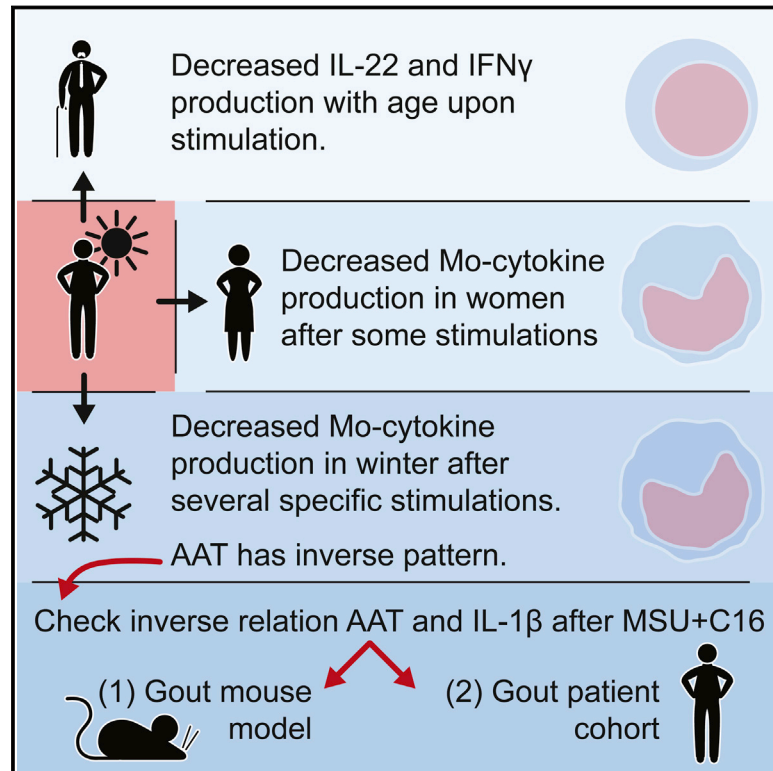 Decreased IL-22 and IFNγ
production with age upon
stimulation.
Decreased Mo-cytokine
production in women
after some stimulations
Decreased Mo-cytokine
production in winter after
several specific stimulations.
AAT has inverse pattern.
Check inverse relation AAT and IL-1β after MSU+C16
(1) Gout mouse
model
(2) Gout patient
cohort